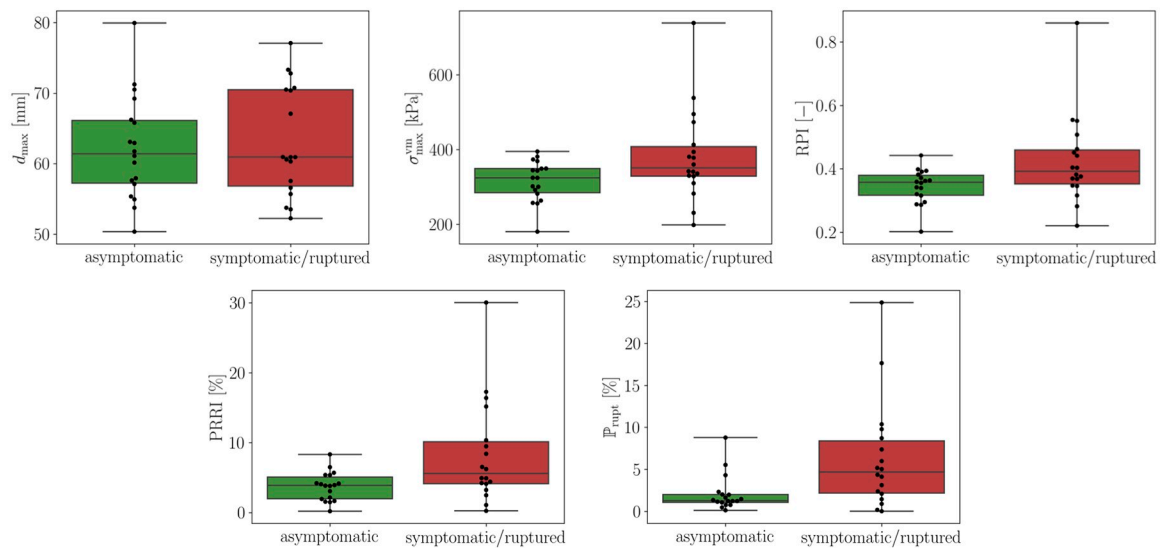 80
70
60
50
d_max [mm]
asymptomatic
symptomatic/ruptured
600
400
200
σ^vm_max [kPa]
asymptomatic
symptomatic/ruptured
0.8
0.6
0.4
0.2
RPI [−]
asymptomatic
symptomatic/ruptured
30
20
10
0
PRRI [%]
asymptomatic
symptomatic/ruptured
25
20
15
10
5
0
ℙ_rupt [%]
asymptomatic
symptomatic/ruptured